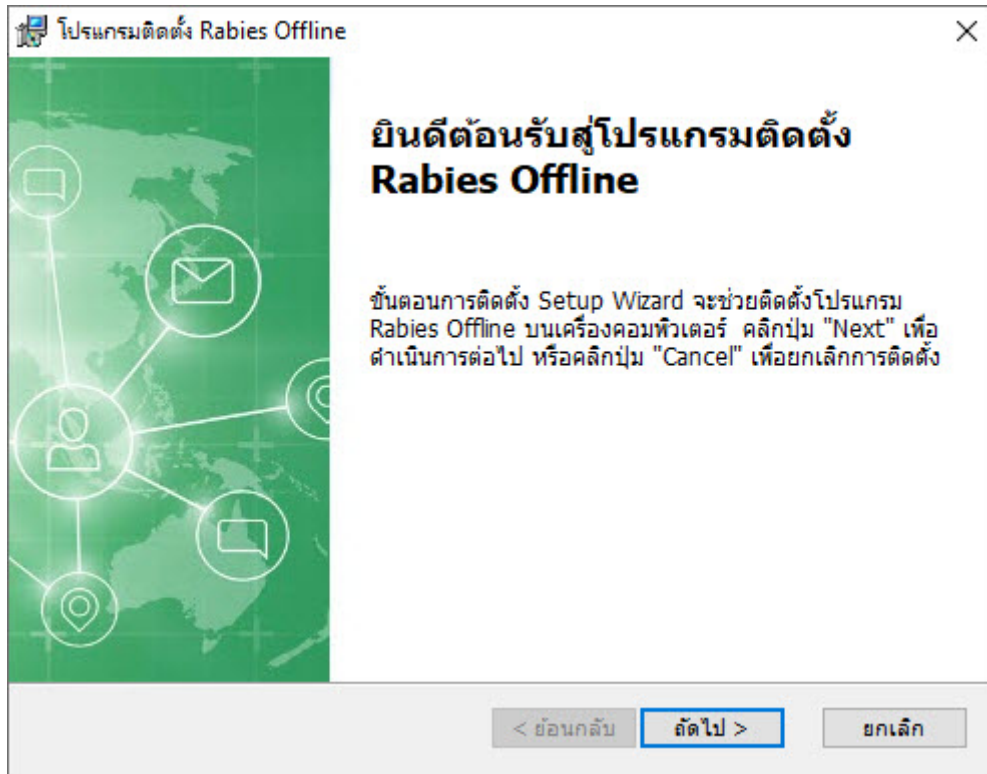 โปรแกรมติดตั้ง Rabies Offline
ยินดีต้อนรับสู่โปรแกรมติดตั้ง
Rabies Offline
ขั้นตอนการติดตั้ง Setup Wizard จะช่วยติดตั้งโปรแกรม
Rabies Offline บนเครื่องคอมพิวเตอร์ คลิกปุ่ม "Next" เพื่อ
ดำเนินการต่อไป หรือคลิกปุ่ม "Cancel" เพื่อยกเลิกการติดตั้ง
< ย้อนกลับ ถัดไป > ยกเลิก